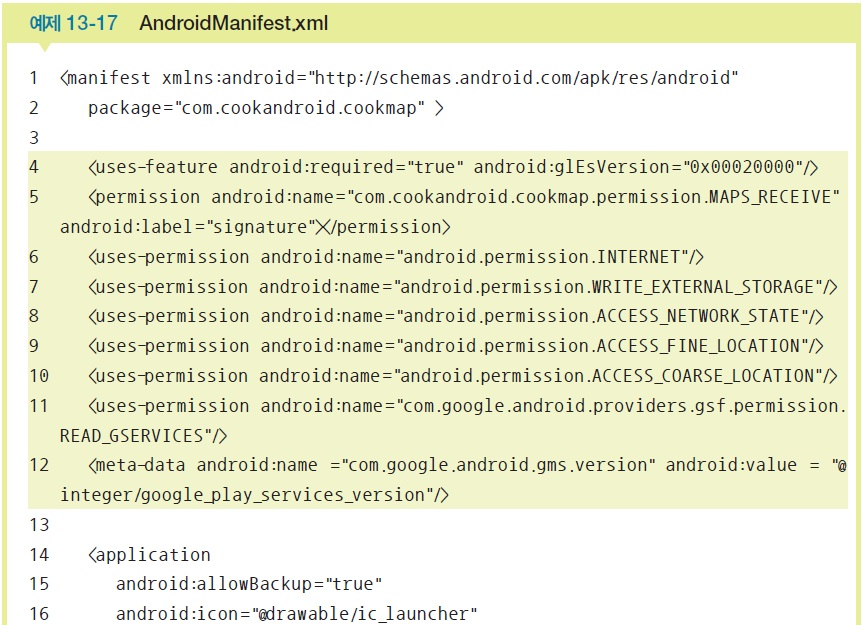 예제 13-17 AndroidManifest.xml
1 <manifest xmlns:android="http://schemas.android.com/apk/res/android"
2 package="com.cookandroid.cookmap" >
3
4 <uses-feature android:required="true" android:glEsVersion="0x00020000"/>
5 <permission android:name="com.cookandroid.cookmap.permission.MAPS_RECEIVE"
android:label="signature"></permission>
6 <uses-permission android:name="android.permission.INTERNET"/>
7 <uses-permission android:name="android.permission.WRITE_EXTERNAL_STORAGE"/>
8 <uses-permission android:name="android.permission.ACCESS_NETWORK_STATE"/>
9 <uses-permission android:name="android.permission.ACCESS_FINE_LOCATION"/>
10 <uses-permission android:name="android.permission.ACCESS_COARSE_LOCATION"/>
11 <uses-permission android:name="com.google.android.providers.gsf.permission.
READ_GSERVICES"/>
12 <meta-data android:name ="com.google.android.gms.version" android:value = "@
integer/google_play_services_version"/>
13
14 <application
15 android:allowBackup="true"
16 android:icon="@drawable/ic_launcher"